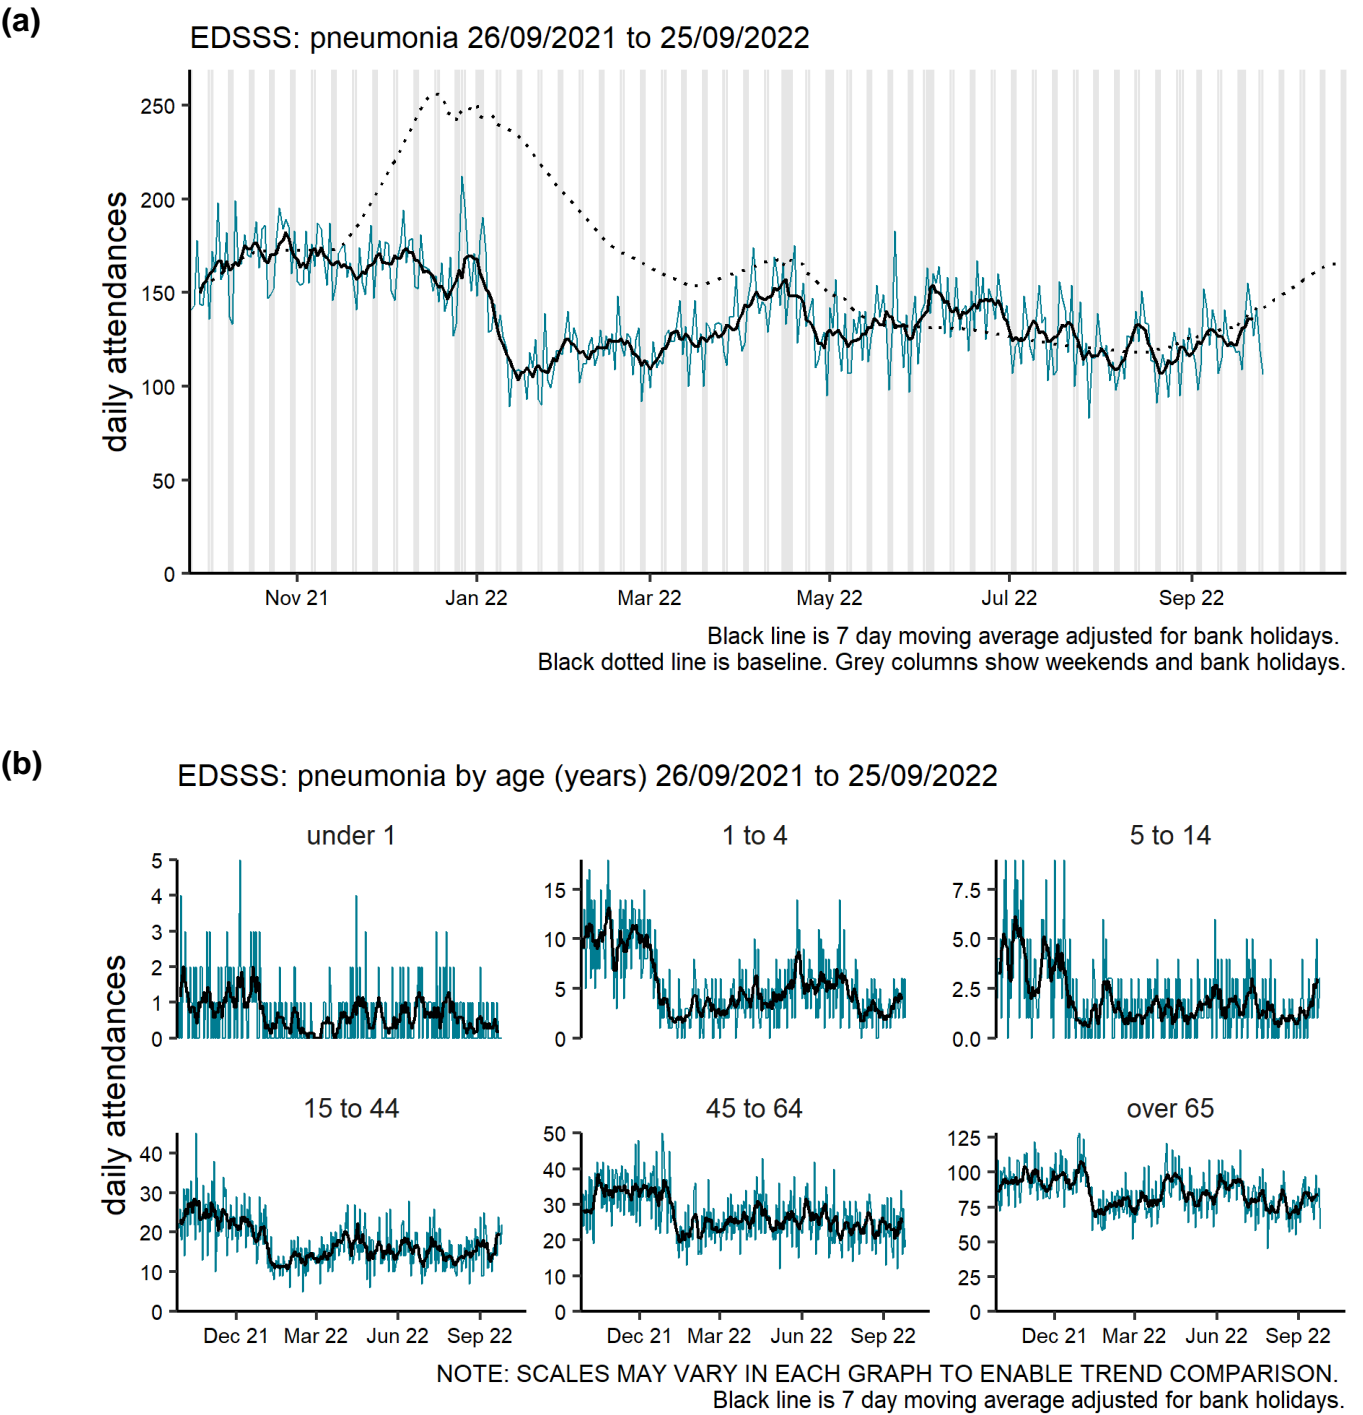 (a)
EDSSS: pneumonia 26/09/2021 to 25/09/2022
daily attendances
250
200
150
100
50
0
Nov 21 Jan 22 Mar 22 May 22 Jul 22 Sep 22
Black line is 7 day moving average adjusted for bank holidays.
Black dotted line is baseline. Grey columns show weekends and bank holidays.
(b)
EDSSS: pneumonia by age (years) 26/09/2021 to 25/09/2022
daily attendances
under 1
5
4
3
2
1
0
1 to 4
15
10
5
0
5 to 14
7.5
5.0
2.5
0.0
15 to 44
40
30
20
10
0
Dec 21 Mar 22 Jun 22 Sep 22
45 to 64
50
40
30
20
10
0
Dec 21 Mar 22 Jun 22 Sep 22
over 65
125
100
75
50
25
0
Dec 21 Mar 22 Jun 22 Sep 22
NOTE: SCALES MAY VARY IN EACH GRAPH TO ENABLE TREND COMPARISON.
Black line is 7 day moving average adjusted for bank holidays.